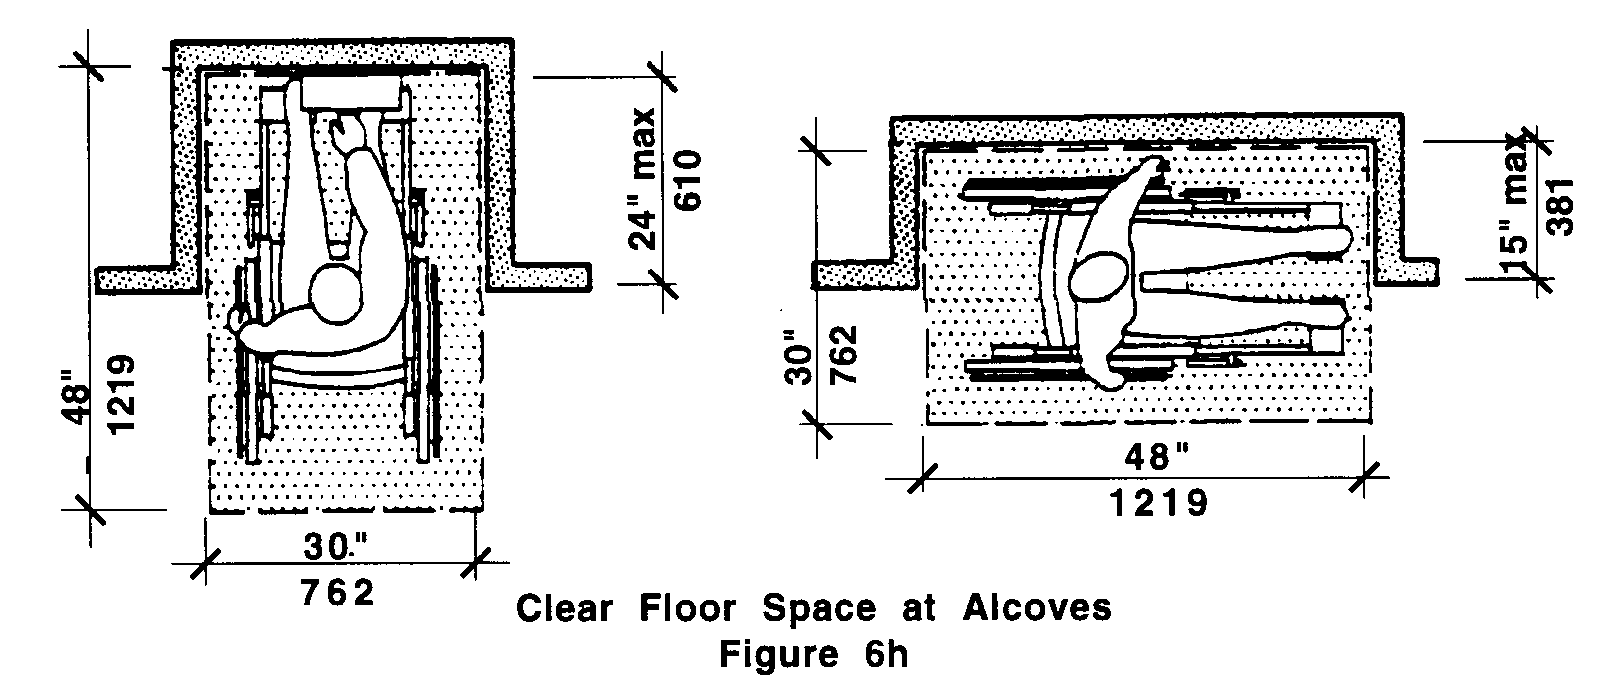 48"
1219
24" max
610
30."
762
30"
762
15" max
381
48"
1219
Clear Floor Space at Alcoves
Figure 6h